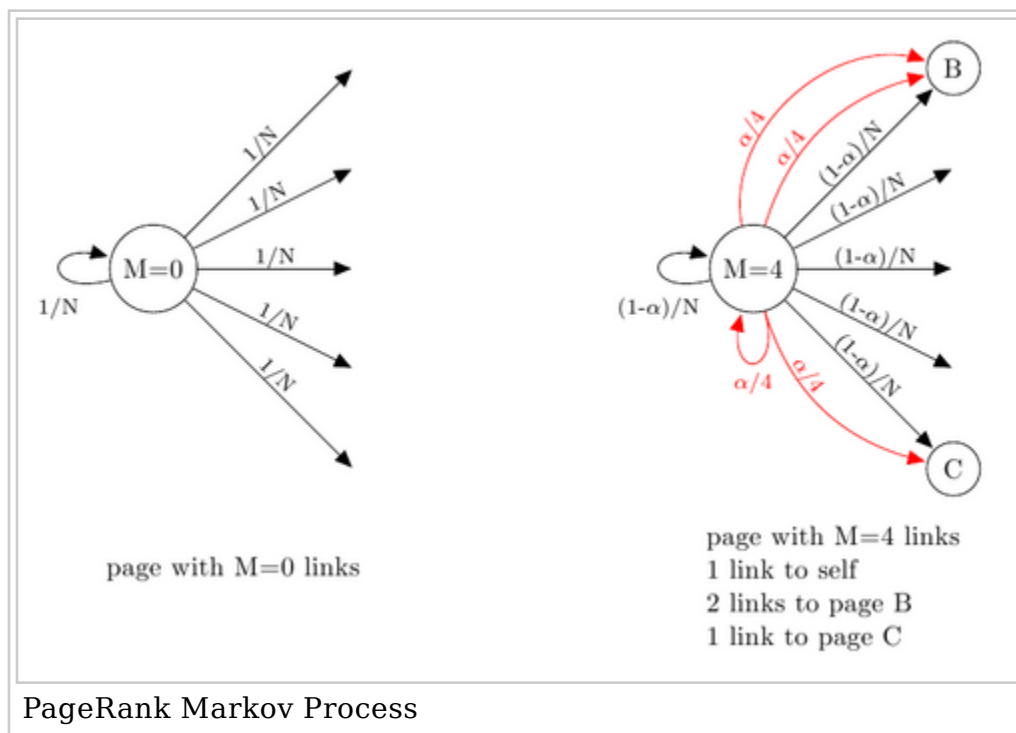 1/N
1/N
1/N
1/N
1/N
1/N
M=0
page with M=0 links
B
α/4
α/4
(1-α)/N
(1-α)/N
(1-α)/N
M=4
(1-α)/N
(1-α)/N
(1-α)/N
α/4
α/4
C
page with M=4 links
1 link to self
2 links to page B
1 link to page C
PageRank Markov Process